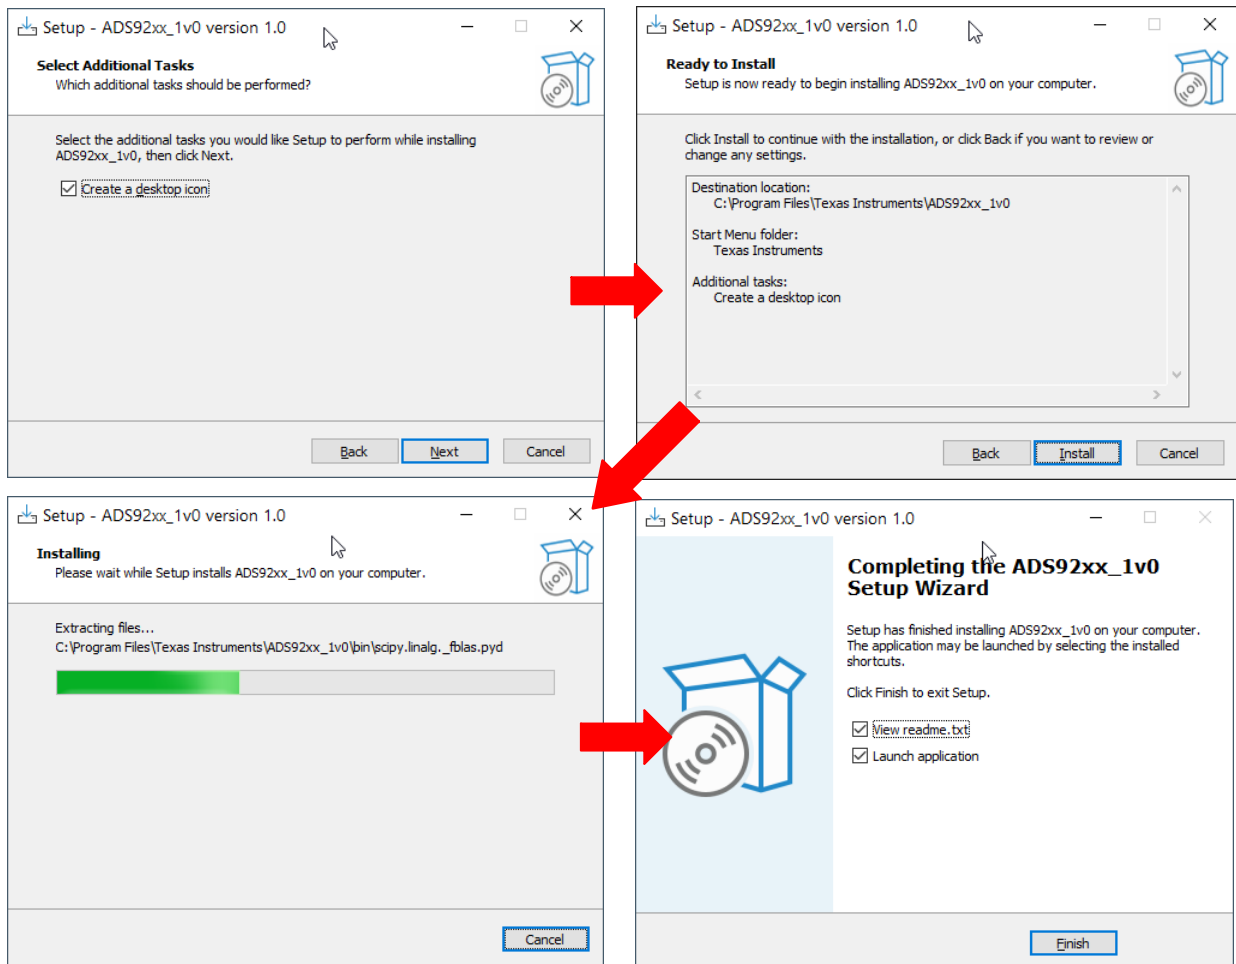 Setup - ADS92xx_1v0 version 1.0
Select Additional Tasks
Which additional tasks should be performed?
Select the additional tasks you would like Setup to perform while installing
ADS92xx_1v0, then click Next.
Create a desktop icon
Back
Next
Cancel
Setup - ADS92xx_1v0 version 1.0
Ready to Install
Setup is now ready to begin installing ADS92xx_1v0 on your computer.
Click Install to continue with the installation, or click Back if you want to review or
change any settings.
Destination location:
C:\Program Files\Texas Instruments\ADS92xx_1v0
Start Menu folder:
Texas Instruments
Additional tasks:
Create a desktop icon
Back
Install
Cancel
Setup - ADS92xx_1v0 version 1.0
Installing
Please wait while Setup installs ADS92xx_1v0 on your computer.
Extracting files...
C:\Program Files\Texas Instruments\ADS92xx_1v0\bin\scipy.linalg._fblas.pyd
Cancel
Setup - ADS92xx_1v0 version 1.0
Completing the ADS92xx_1v0
Setup Wizard
Setup has finished installing ADS92xx_1v0 on your computer.
The application may be launched by selecting the installed
shortcuts.
Click Finish to exit Setup.
View readme.txt
Launch application
Finish